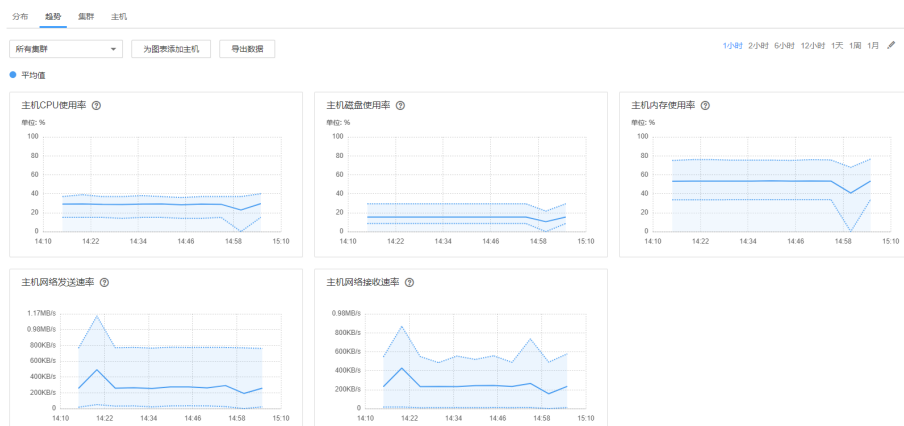 分布 趋势 集群 主机
所有集群 为图表添加主机 导出数据 1小时 2小时 6小时 12小时 1天 1周 1月
平均值
主机CPU使用率
单位: %
100
80
60
40
20
0
14:10 14:22 14:34 14:46 14:58 15:10
主机磁盘使用率
单位: %
100
80
60
40
20
0
14:10 14:22 14:34 14:46 14:58 15:10
主机内存使用率
单位: %
100
80
60
40
20
0
14:10 14:22 14:34 14:46 14:58 15:10
主机网络发送速率
1.17MB/s
0.98MB/s
800KB/s
600KB/s
400KB/s
200KB/s
0
14:10 14:22 14:34 14:46 14:58 15:10
主机网络接收速率
0.98MB/s
800KB/s
600KB/s
400KB/s
200KB/s
0
14:10 14:22 14:34 14:46 14:58 15:10